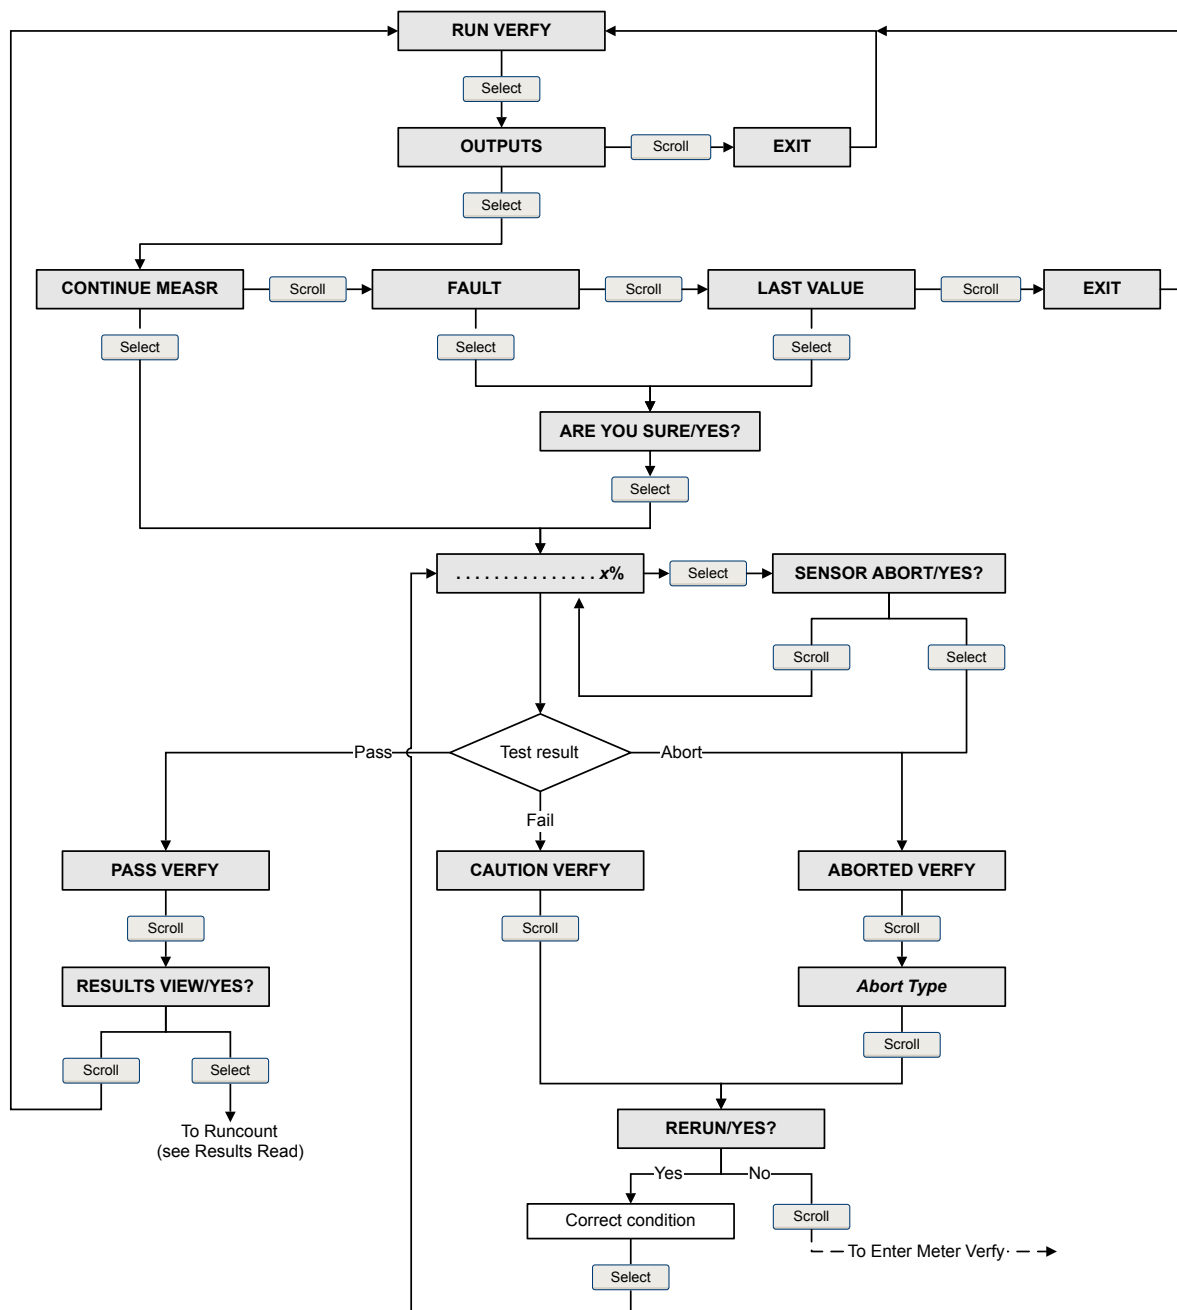 RUN VERFY
Select
OUTPUTS
Scroll
EXIT
Select
CONTINUE MEASR
Scroll
FAULT
Scroll
LAST VALUE
Scroll
EXIT
Select
Select
Select
ARE YOU SURE/YES?
Select
. . . . . . . . . . . . . . . x%
Select
SENSOR ABORT/YES?
Scroll
Select
Pass
Test result
Abort
Fail
PASS VERFY
CAUTION VERFY
ABORTED VERFY
Scroll
Scroll
Scroll
RESULTS VIEW/YES?
Abort Type
Scroll
Select
Scroll
To Runcount
(see Results Read)
RERUN/YES?
Yes
No
Correct condition
Scroll
To Enter Meter Verfy
Select